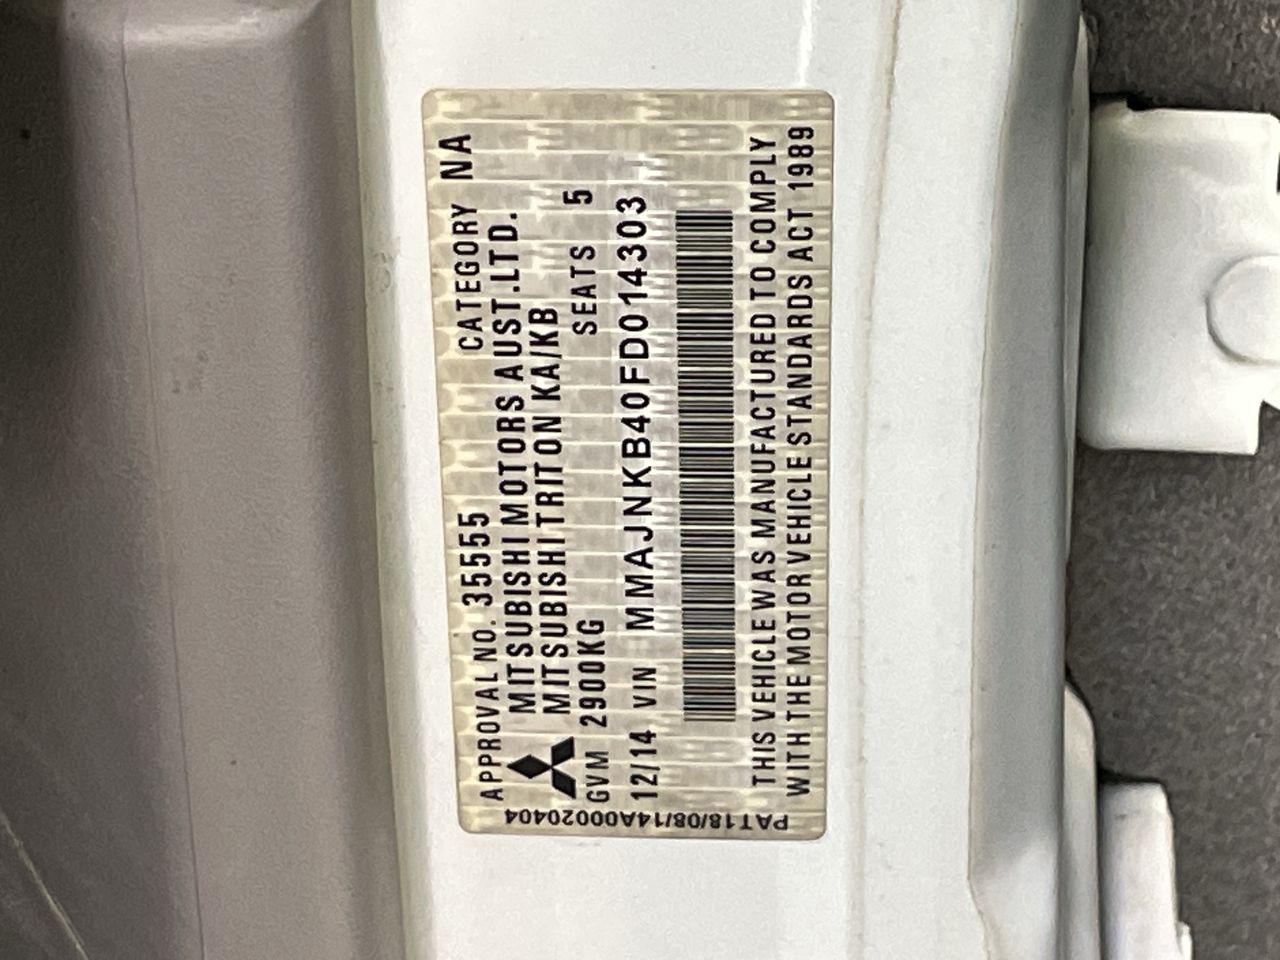 APPROVAL NO. 35555 CATEGORY NA
MITSUBISHI MOTORS AUST.LTD.
MITSUBISHI TRITON KA/KB
GVM 2900KG SEATS 5
12/14 VIN MMAJNKB40FD014303
THIS VEHICLE WAS MANUFACTURED TO COMPLY
WITH THE MOTOR VEHICLE STANDARDS ACT 1989
PAT18/08/14A00020404